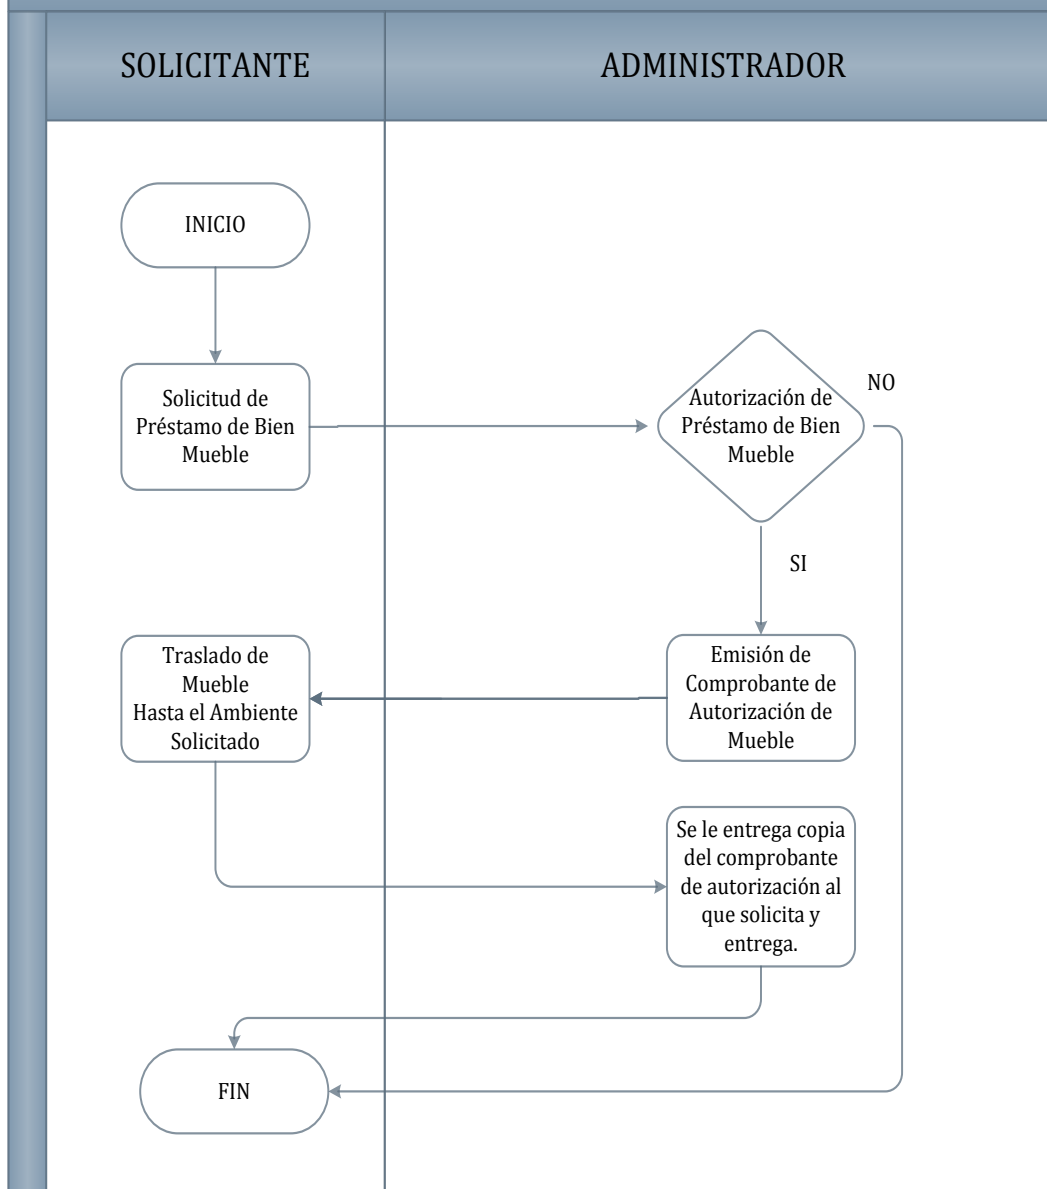 SOLICITANTE
ADMINISTRADOR
INICIO
Solicitud de
Préstamo de Bien
Mueble
Autorización de
Préstamo de Bien
Mueble
NO
SI
Emisión de
Comprobante de
Autorización de
Mueble
Traslado de
Mueble
Hasta el Ambiente
Solicitado
Se le entrega copia
del comprobante
de autorización al
que solicita y
entrega.
FIN